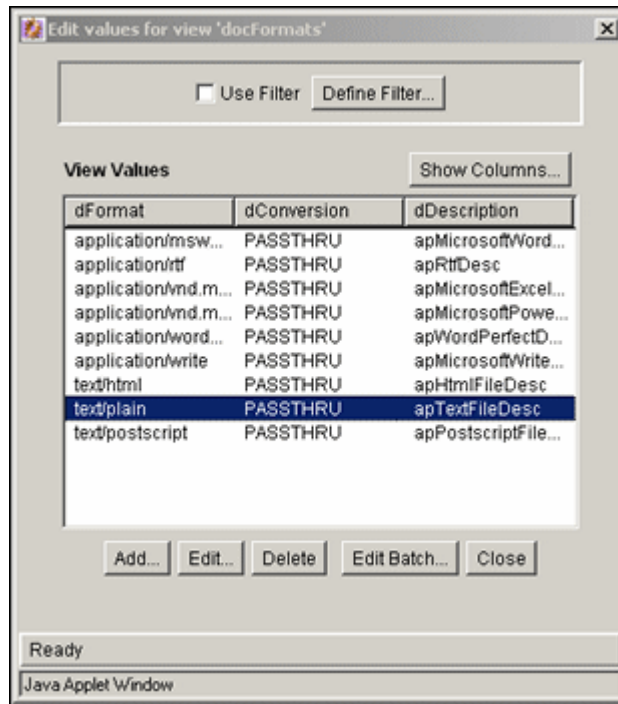 Edit values for view 'docFormats'
Use Filter Define Filter...
View Values Show Columns...
dFormat dConversion dDescription
application/msw... PASSTHRU apMicrosoftWord...
application/rtf PASSTHRU apRtfDesc
application/vnd.m... PASSTHRU apMicrosoftExcel...
application/vnd.m... PASSTHRU apMicrosoftPowe...
application/word... PASSTHRU apWordPerfectD...
application/write PASSTHRU apMicrosoftWrite...
text/html PASSTHRU apHtmlFileDesc
text/plain PASSTHRU apTextFileDesc
text/postscript PASSTHRU apPostscriptFile...
Add... Edit... Delete Edit Batch... Close
Ready
Java Applet Window